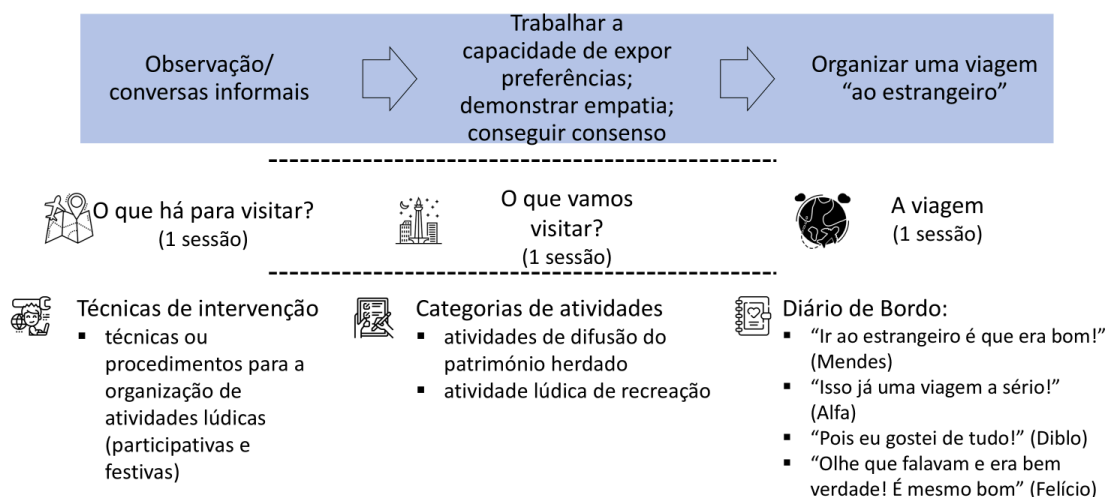 Observação/
conversas informais
Trabalhar a
capacidade de expor
preferências;
demonstrar empatia;
conseguir consenso
Organizar uma viagem
“ao estrangeiro”
O que há para visitar?
(1 sessão)
O que vamos
visitar?
(1 sessão)
A viagem
(1 sessão)
Técnicas de intervenção
▪ técnicas ou
procedimentos para a
organização de
atividades lúdicas
(participativas e
festivas)
Categorias de atividades
▪ atividades de difusão do
património herdado
▪ atividade lúdica de recreação
Diário de Bordo:
▪ “Ir ao estrangeiro é que era bom!”
(Mendes)
▪ “Isso já uma viagem a sério!”
(Alfa)
▪ “Pois eu gostei de tudo!” (Diblo)
▪ “Olhe que falavam e era bem
verdade! É mesmo bom” (Felício)